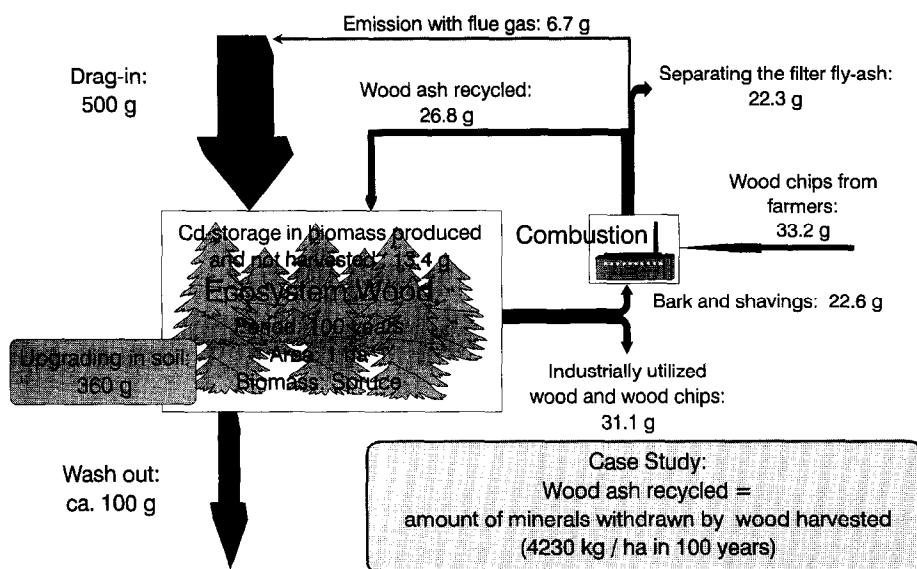 Emission with flue gas: 6.7 g
Drag-in:
500 g
Wood ash recycled:
26.8 g
Separating the filter fly-ash:
22.3 g
Wood chips from
farmers:
33.2 g
Combustion
Cd-storage in biomass produced
and not harvested: 13.4 g
Ecosystem Wood
Period: 100 years
Area: 1 ha
Biomass: Spruce
Upgrading in soil:
360 g
Bark and shavings: 22.6 g
Industrially utilized
wood and wood chips:
31.1 g
Wash out:
ca. 100 g
Case Study:
Wood ash recycled =
amount of minerals withdrawn by wood harvested
(4230 kg / ha in 100 years)